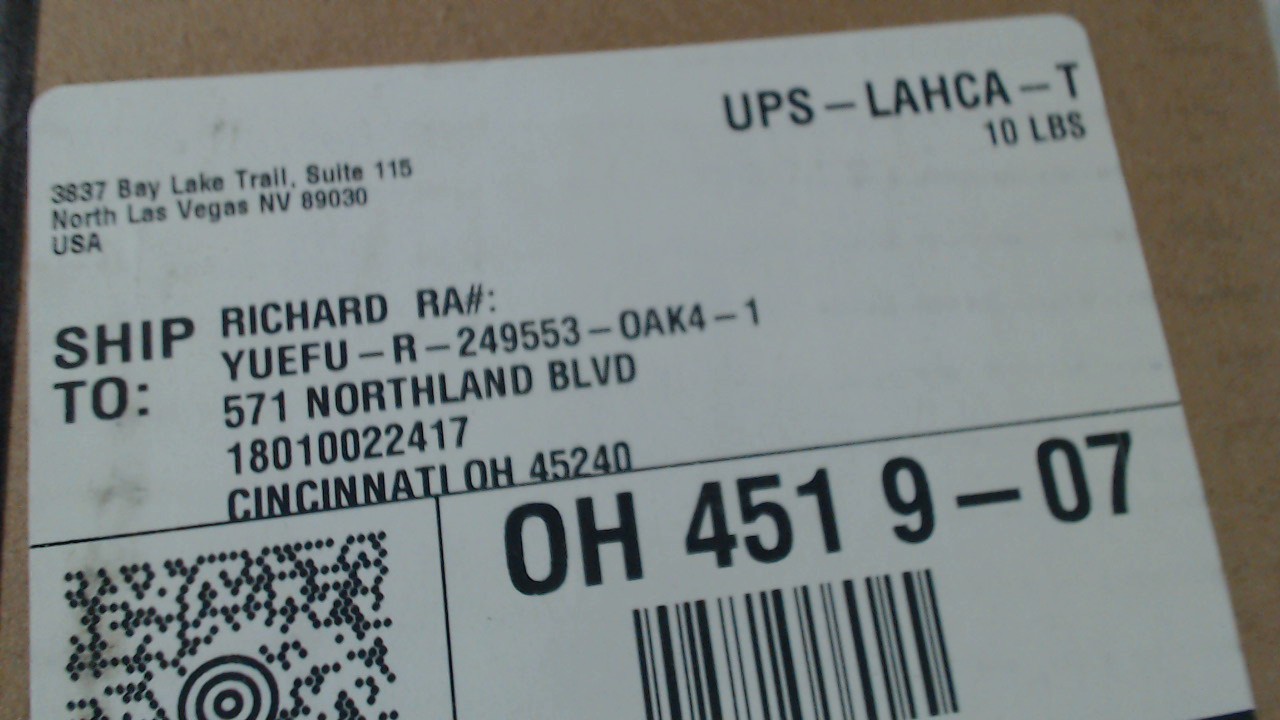 UPS – LAHCA – T
10 LBS
3837 Bay Lake Trail, Suite 115
North Las Vegas NV 89030
USA
SHIP TO:
RICHARD RA#:
YUEFU – R – 249553 – OAK4 – 1
571 NORTHLAND BLVD
18010022417
CINCINNATI OH 45240
OH 451 9 – 07